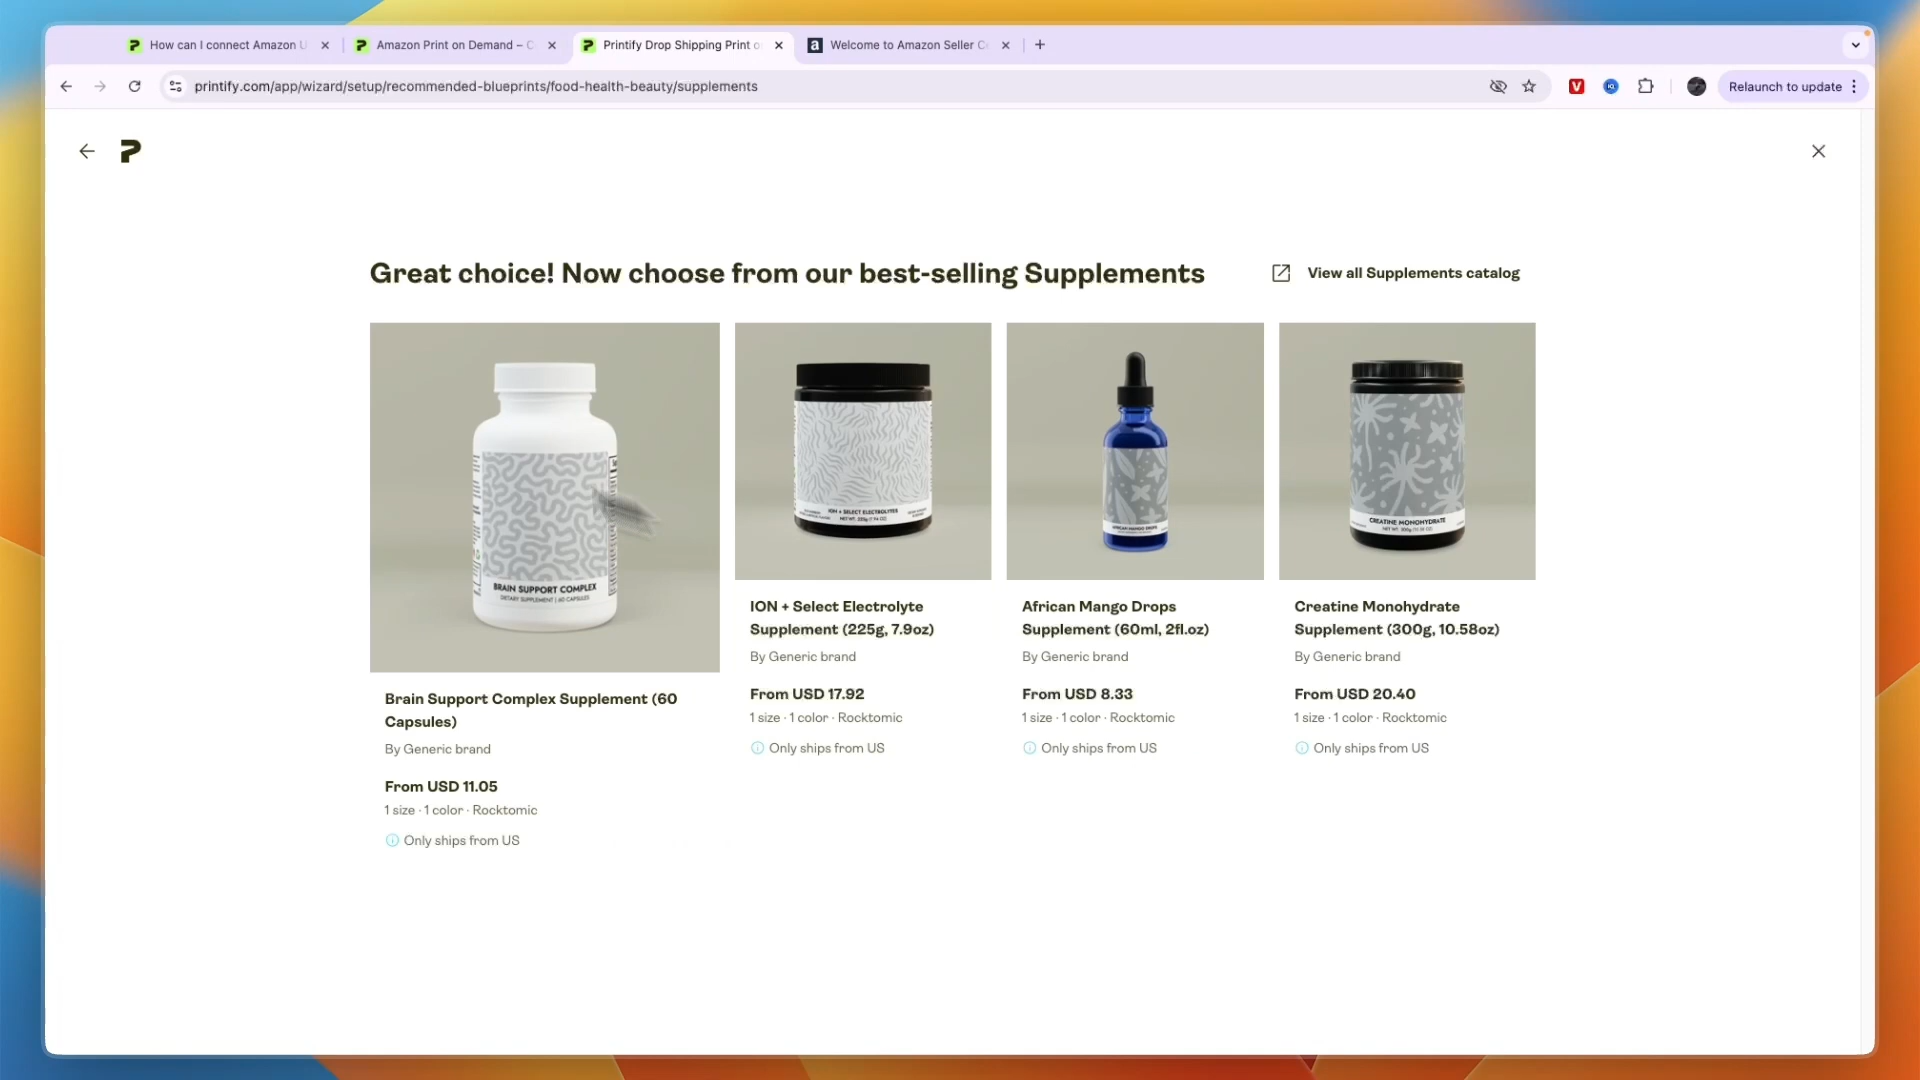 How can I connect Amazon U
Amazon Print on Demand – C
Printify Drop Shipping Print o
Welcome to Amazon Seller C
printify.com/app/wizard/setup/recommended-blueprints/food-health-beauty/supplements
Relaunch to update
Great choice! Now choose from our best-selling Supplements
View all Supplements catalog
BRAIN SUPPORT COMPLEX
DIETARY SUPPLEMENT | 60 CAPSULES
ION + SELECT ELECTROLYTES
AFRICAN MANGO DROPS
CREATINE MONOHYDRATE
Brain Support Complex Supplement (60
Capsules)
By Generic brand
From USD 11.05
1 size · 1 color · Rocktomic
Only ships from US
ION + Select Electrolyte
Supplement (225g, 7.9oz)
By Generic brand
From USD 17.92
1 size · 1 color · Rocktomic
Only ships from US
African Mango Drops
Supplement (60ml, 2fl.oz)
By Generic brand
From USD 8.33
1 size · 1 color · Rocktomic
Only ships from US
Creatine Monohydrate
Supplement (300g, 10.58oz)
By Generic brand
From USD 20.40
1 size · 1 color · Rocktomic
Only ships from US